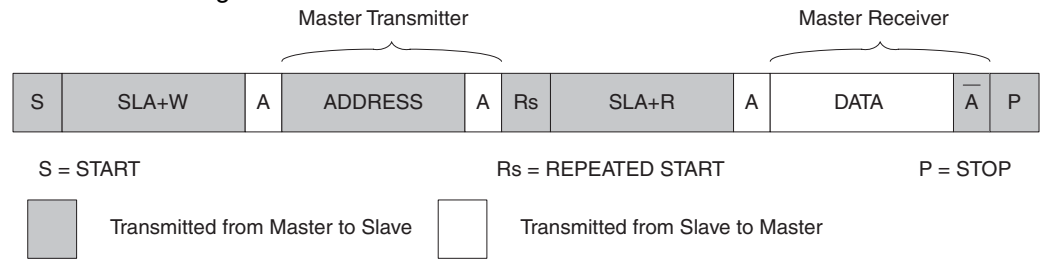 Master Transmitter Master Receiver
S SLA+W A ADDRESS A Rs SLA+R A DATA A̅ P
S = START Rs = REPEATED START P = STOP
Transmitted from Master to Slave Transmitted from Slave to Master